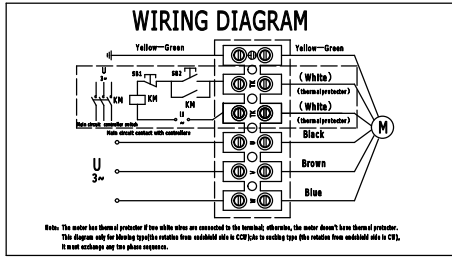 WIRING DIAGRAM
Yellow—Green
Yellow—Green
U
3~
SB1
SB2
KM
KM
KM
U
~
TK
(White)
(thermal protector)
TK
(White)
(thermal protector)
Main circuit controller switch
Main circuit contact with controllers
M
U
3~
U
Black
V
Brown
W
Blue
Note: The motor has thermal protector if two white wires are connected to the terminal; otherwise, the motor doesn't have thermal protector.
This diagram only for blowing type(the rotation from endshield side is CCW);As to sucking type (the rotation from endshield side is CW),
It must exchange any two phase sequence.